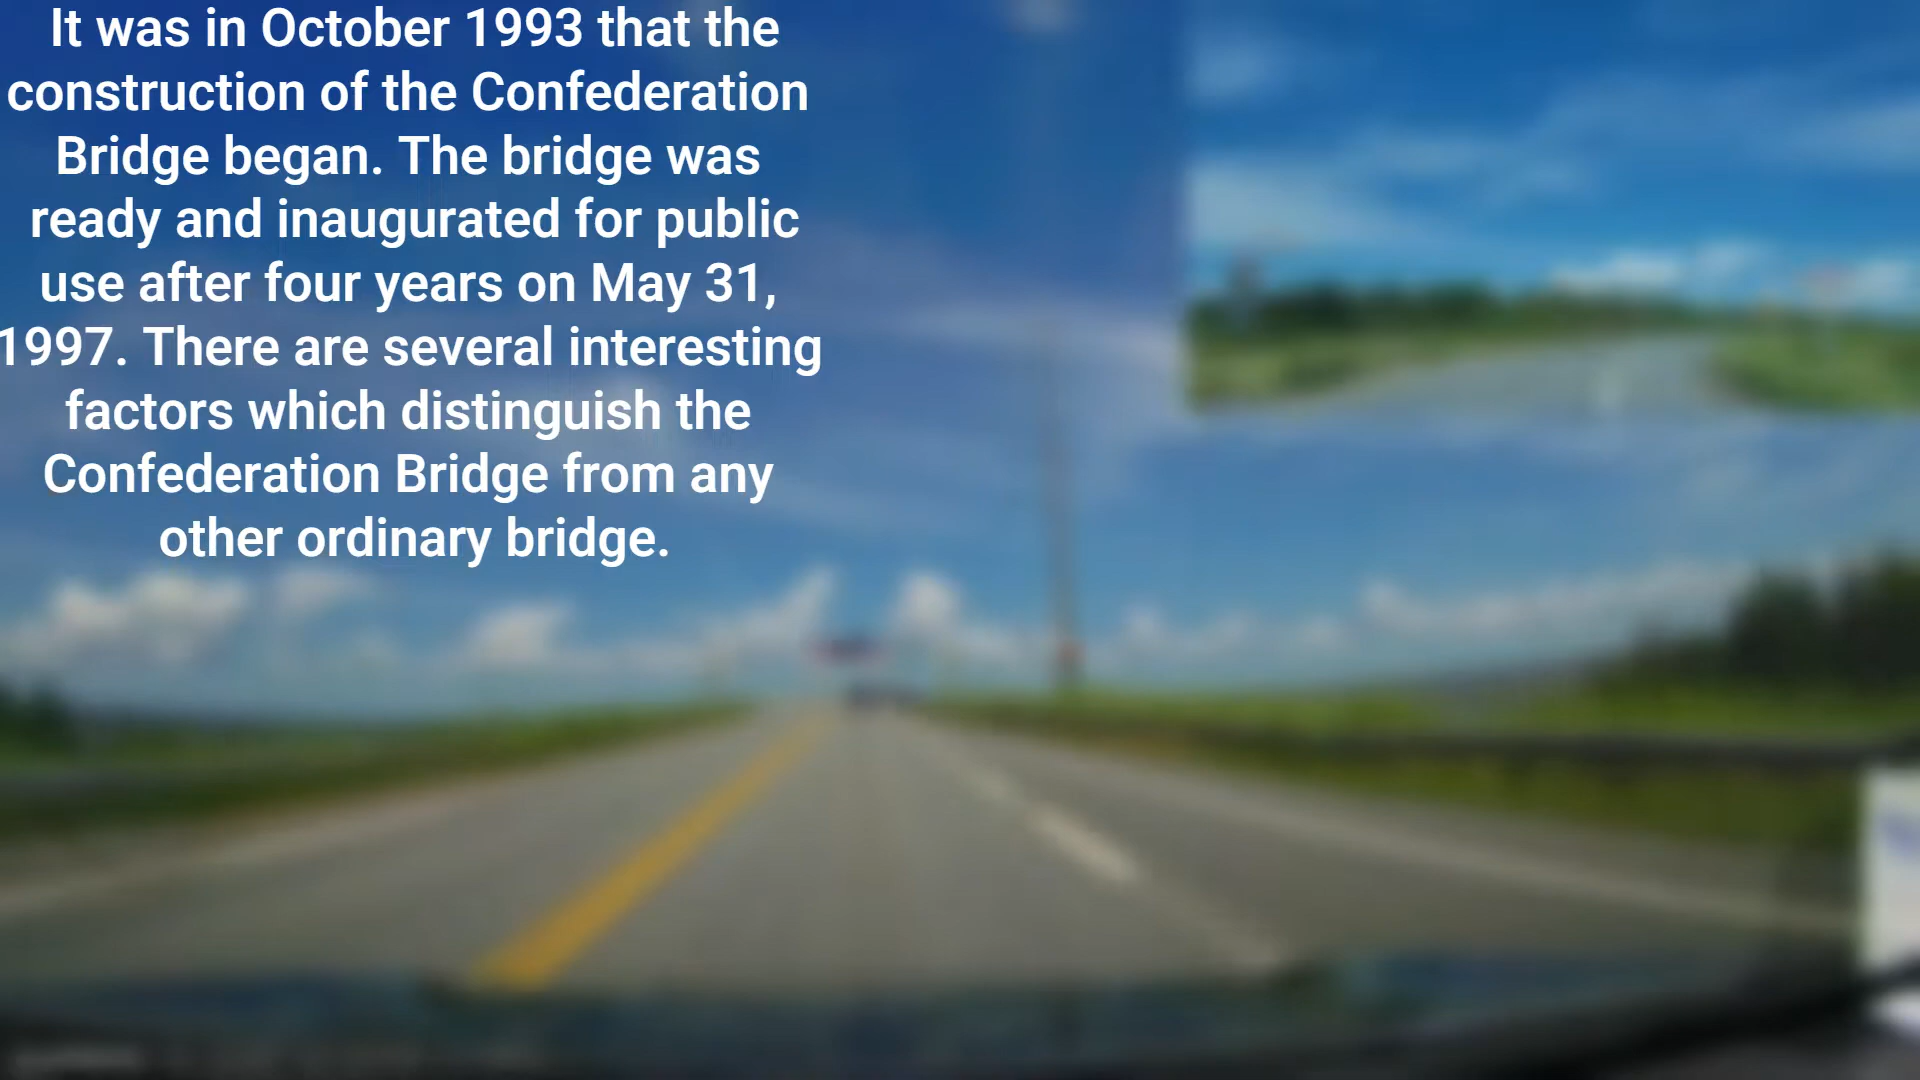 It was in October 1993 that the
construction of the Confederation
Bridge began. The bridge was
ready and inaugurated for public
use after four years on May 31,
1997. There are several interesting
factors which distinguish the
Confederation Bridge from any
other ordinary bridge.